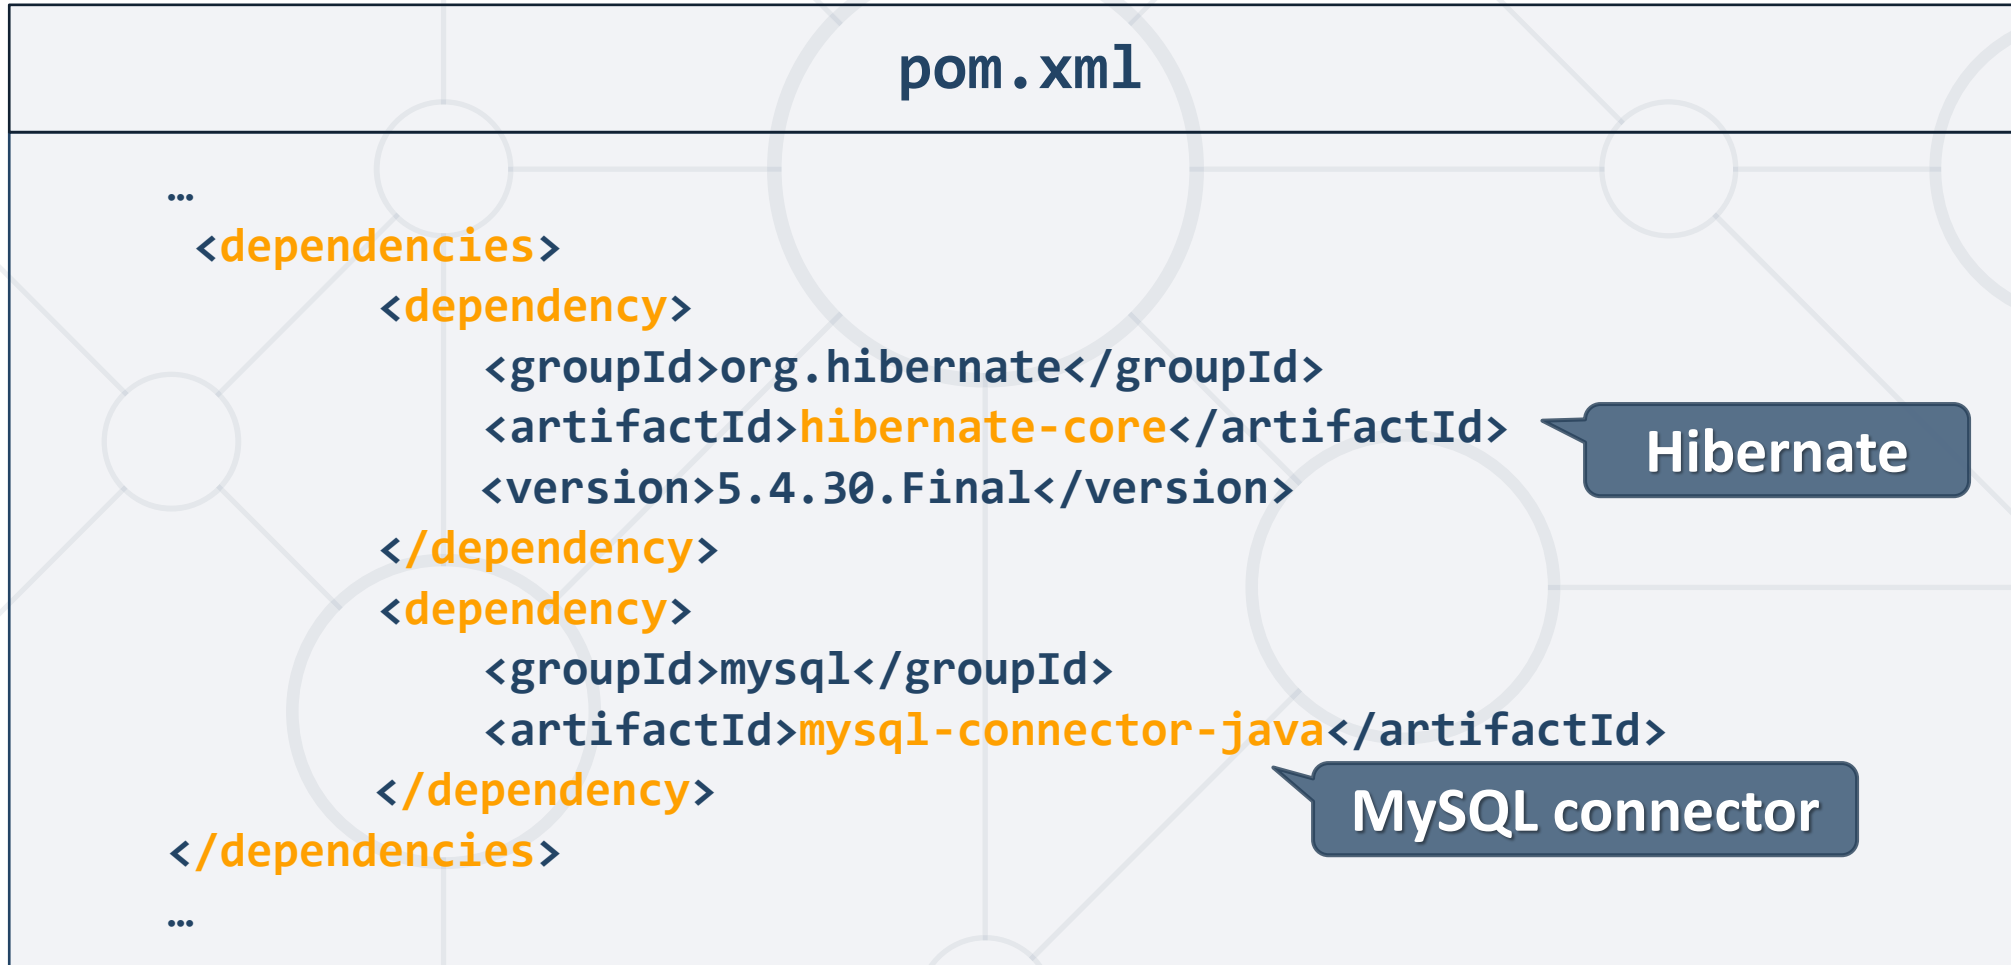 pom.xml
…
<dependencies>
<dependency>
<groupId>org.hibernate</groupId>
<artifactId>hibernate-core</artifactId>
Hibernate
<version>5.4.30.Final</version>
</dependency>
<dependency>
<groupId>mysql</groupId>
<artifactId>mysql-connector-java</artifactId>
</dependency>
MySQL connector
</dependencies>
…